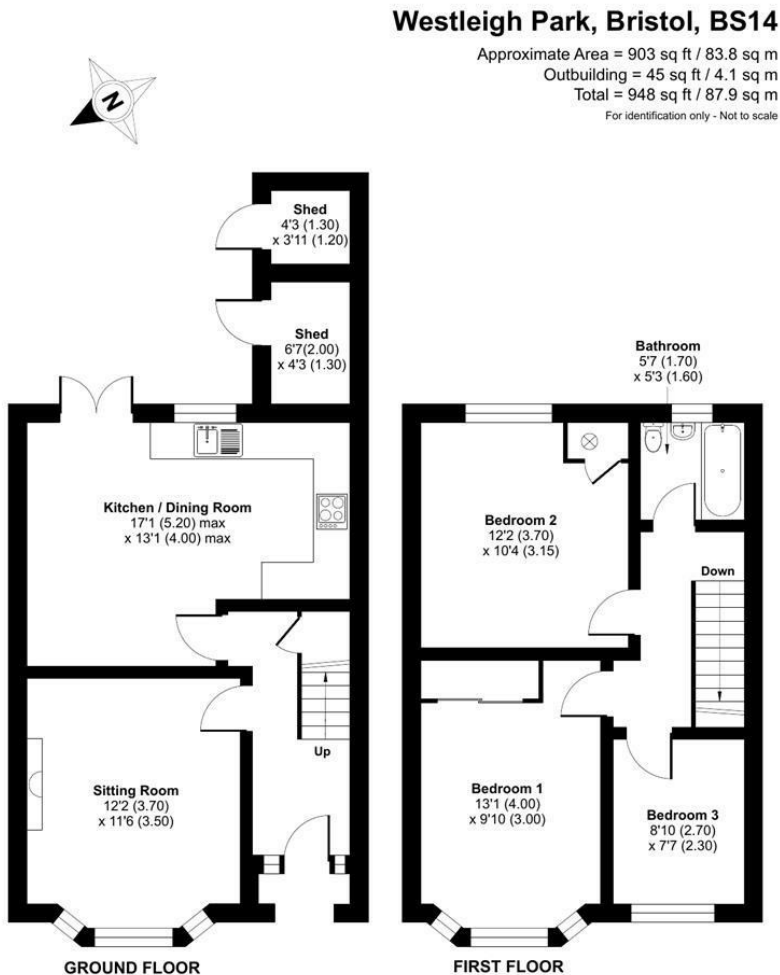 Westleigh Park, Bristol, BS14
Approximate Area = 903 sq ft / 83.8 sq m
Outbuilding = 45 sq ft / 4.1 sq m
Total = 948 sq ft / 87.9 sq m
For identification only - Not to scale
N
Shed
4'3 (1.30)
x 3'11 (1.20)
Shed
6'7(2.00)
x 4'3 (1.30)
Kitchen / Dining Room
17'1 (5.20) max
x 13'1 (4.00) max
Up
Sitting Room
12'2 (3.70)
x 11'6 (3.50)
GROUND FLOOR
Bathroom
5'7 (1.70)
x 5'3 (1.60)
Bedroom 2
12'2 (3.70)
x 10'4 (3.15)
Down
Bedroom 1
13'1 (4.00)
x 9'10 (3.00)
Bedroom 3
8'10 (2.70)
x 7'7 (2.30)
FIRST FLOOR